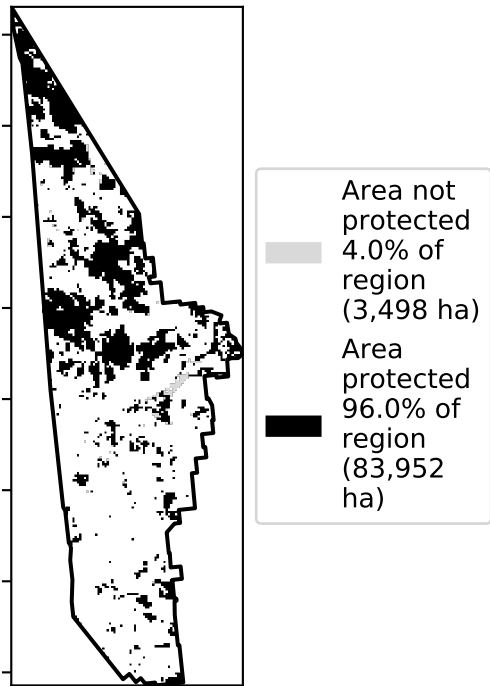 Area not
protected
4.0% of
region
(3,498 ha)
Area
protected
96.0% of
region
(83,952
ha)